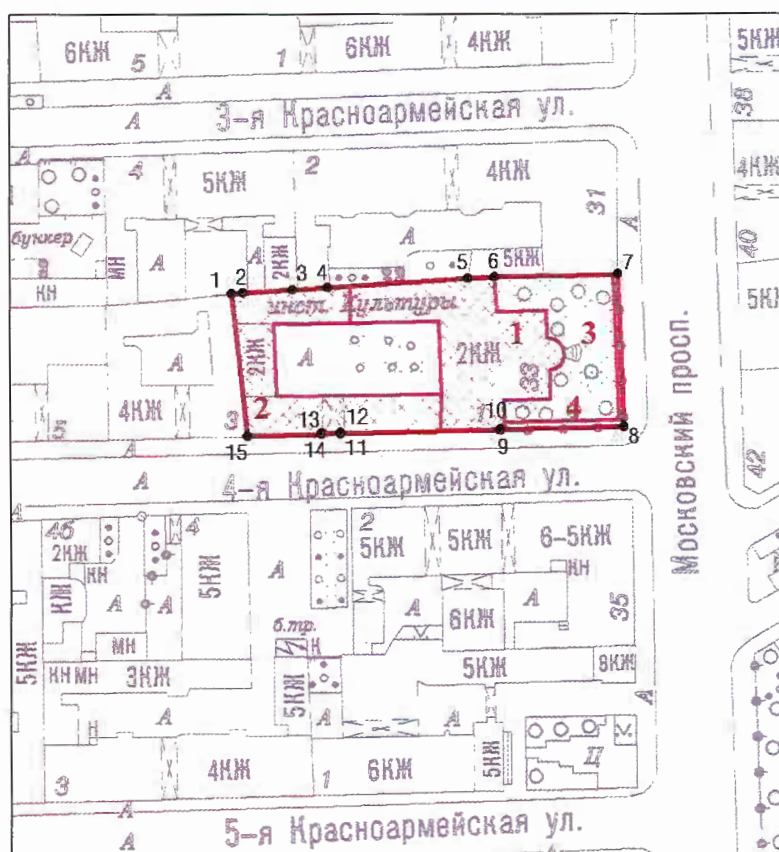 6КЖ 5 1 6КЖ 4КЖ 5КЖ
А
А 3-я Красноармейская ул. 38
А 4 5КЖ 2 4КЖ 31 А 4КЖ
бункер А А 2КЖ А 5КЖ 40
МН
КН
1 2 3 4 5 6 7
5КЖ
инст. Культуры
А 2КЖ А 2КЖ 1 3
33
4КЖ 2 13 12 10 4
15 14 11 9 8
А
42
А 4-я Красноармейская ул.
Московский просп.
4б 4 2
2КЖ 5КЖ 5КЖ 5КЖ 6-5КЖ
КН А КН
КЖ А А А 6КЖ А 35
МН б.тр.
К
5КЖ КН МН 3КЖ 5КЖ 5КЖ 8КЖ
А А А А
Н
Ц
3 4КЖ 1 6КЖ 5КЖ
А
А 5-я Красноармейская ул.